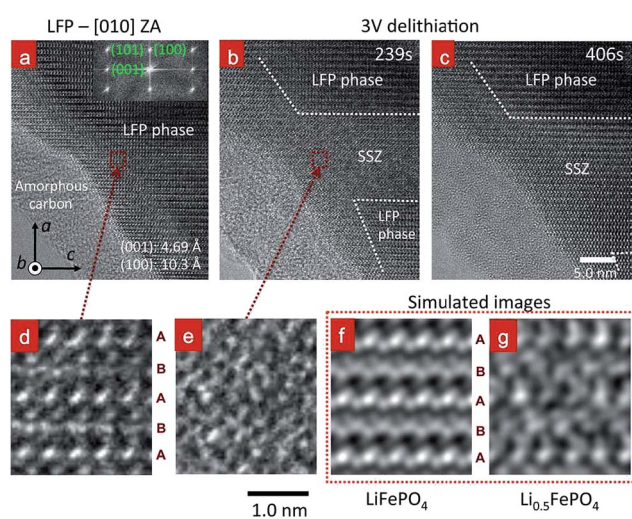 LFP – [010] ZA
3V delithiation
a
(101)
(100)
(001)
LFP phase
Amorphous
carbon
a
b
c
(001): 4.69 Å
(100): 10.3 Å
b
239s
LFP phase
SSZ
LFP
phase
c
406s
LFP phase
SSZ
5.0 nm
Simulated images
d
A
B
A
B
A
e
f
A
B
A
B
A
g
1.0 nm
LiFePO₄
Li₀.₅FePO₄